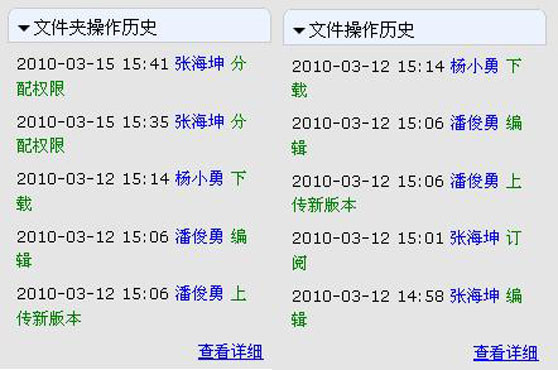 文件夹操作历史
2010-03-15 15:41 张海坤 分
配权限
2010-03-15 15:35 张海坤 分
配权限
2010-03-12 15:14 杨小勇 下
载
2010-03-12 15:06 潘俊勇 编
辑
2010-03-12 15:06 潘俊勇 上
传新版本
查看详细
文件操作历史
2010-03-12 15:14 杨小勇 下
载
2010-03-12 15:06 潘俊勇 编
辑
2010-03-12 15:06 潘俊勇 上
传新版本
2010-03-12 15:01 张海坤 订
阅
2010-03-12 14:58 张海坤 编
辑
查看详细